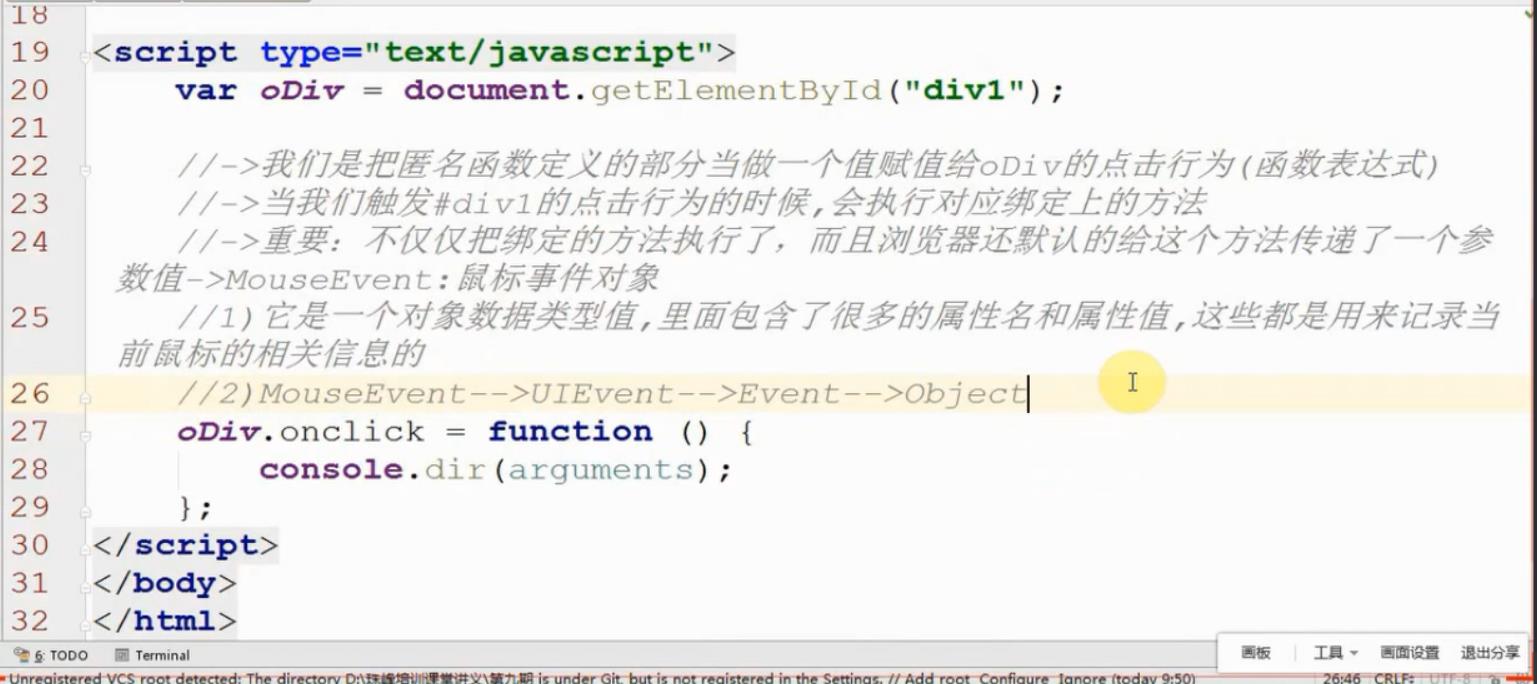 18
19 <script type="text/javascript">
20 var oDiv = document.getElementById("div1");
21
22 //->我们是把匿名函数定义的部分当做一个值赋值给oDiv的点击行为(函数表达式)
23 //->当我们触发#div1的点击行为的时候,会执行对应绑定上的方法
24 //->重要：不仅仅把绑定的方法执行了，而且浏览器还默认的给这个方法传递了一个参
数值->MouseEvent:鼠标事件对象
25 //1)它是一个对象数据类型值,里面包含了很多的属性名和属性值,这些都是用来记录当
前鼠标的相关信息的
26 //2)MouseEvent-->UIEvent-->Event-->Object
27 oDiv.onclick = function () {
28 console.dir(arguments);
29 };
30 </script>
31 </body>
32 </html>
6: TODO Terminal
画板 工具 画面设置 退出分享
Unregistered VCS root detected: The directory D:\珠峰培训课堂讲义\第九期 is under Git, but is not registered in the Settings. // Add root Configure Ignore (today 9:50) 26:46 CRLF: UTF-8